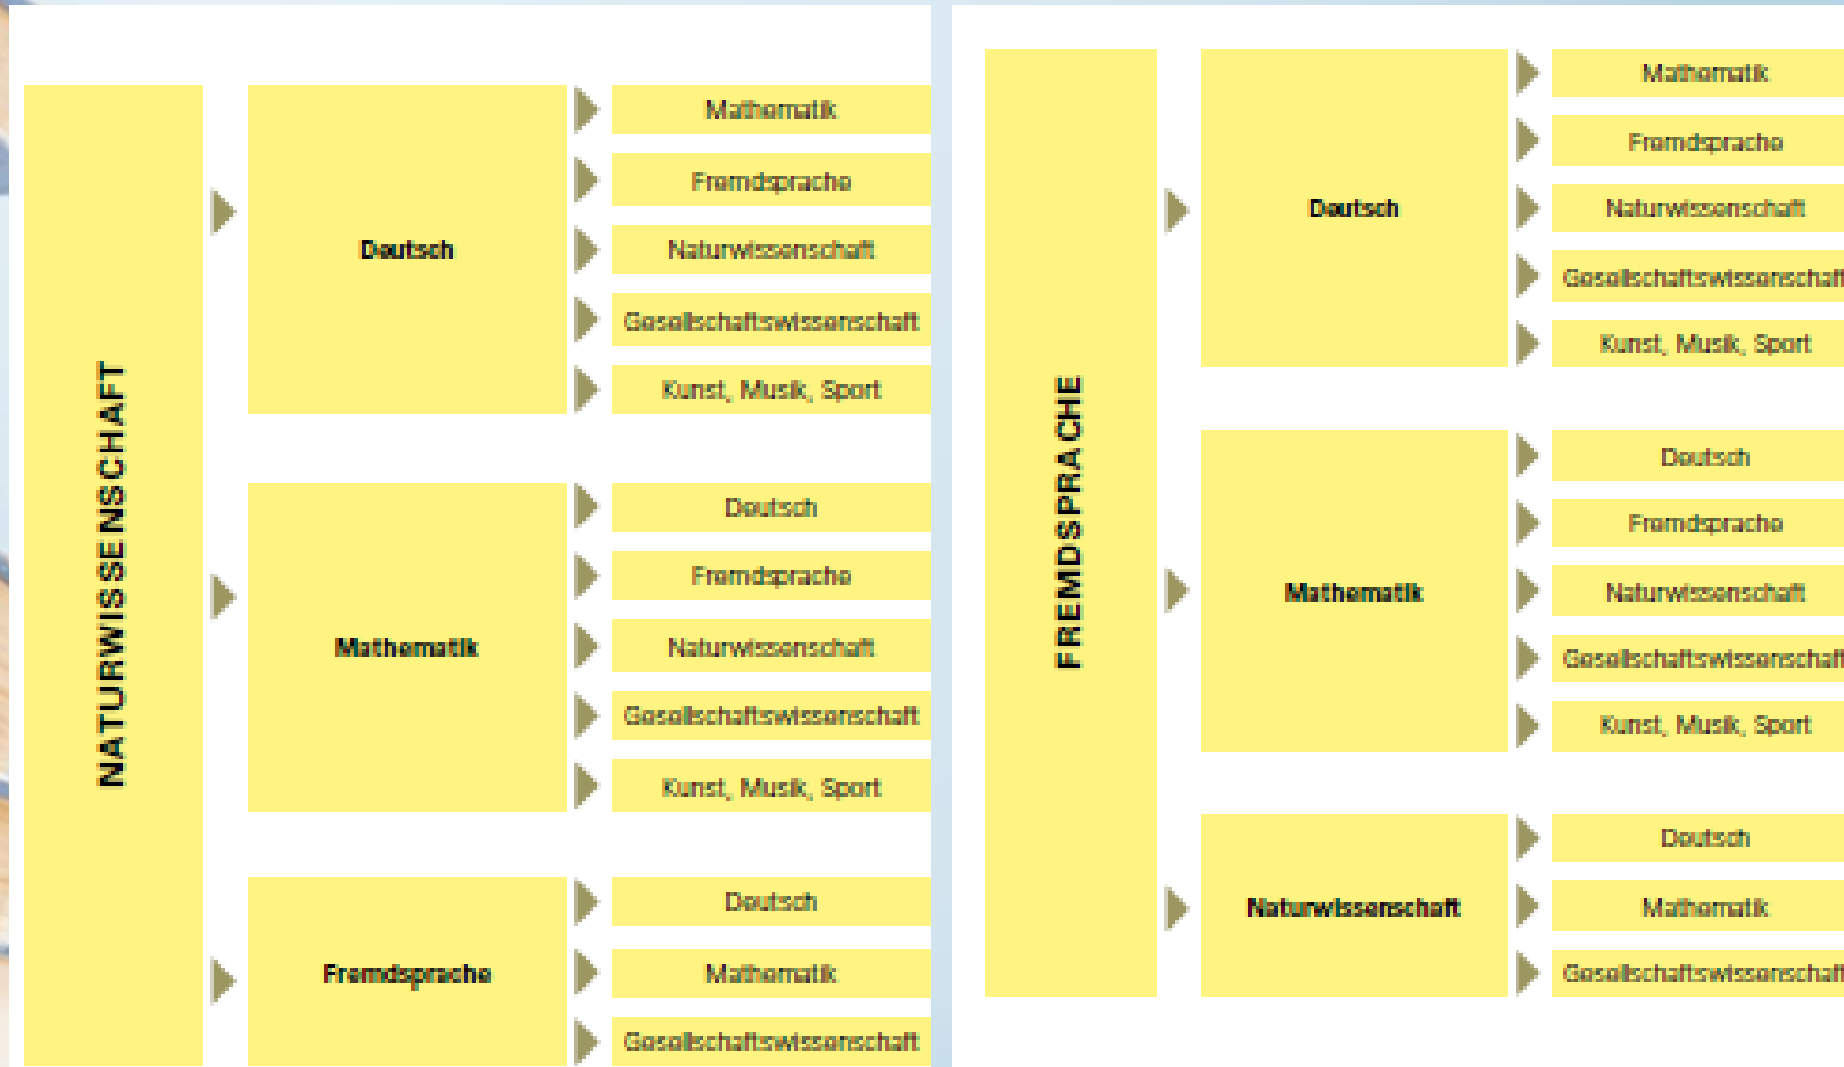 NATURWISSENSCHAFT
Deutsch
Mathematik
Fremdsprache
Naturwissenschaft
Gesellschaftswissenschaft
Kunst, Musik, Sport
Mathematik
Deutsch
Fremdsprache
Naturwissenschaft
Gesellschaftswissenschaft
Kunst, Musik, Sport
Fremdsprache
Deutsch
Mathematik
Gesellschaftswissenschaft
FREMDSPRACHE
Deutsch
Mathematik
Fremdsprache
Naturwissenschaft
Gesellschaftswissenschaft
Kunst, Musik, Sport
Mathematik
Deutsch
Fremdsprache
Naturwissenschaft
Gesellschaftswissenschaft
Kunst, Musik, Sport
Naturwissenschaft
Deutsch
Mathematik
Gesellschaftswissenschaft